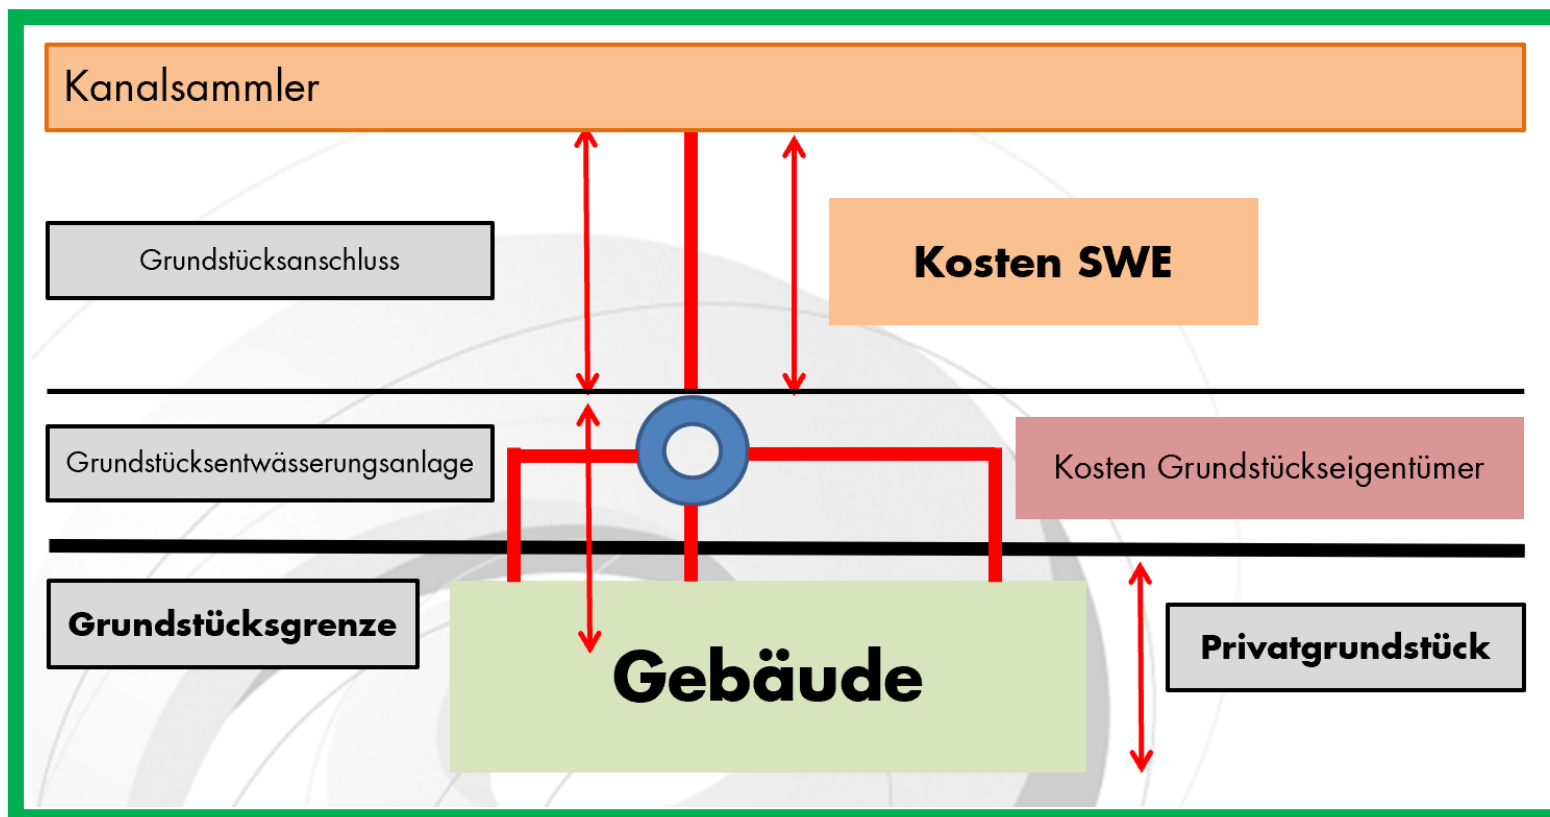 Kanalsammler
Grundstücksanschluss
Kosten SWE
Grundstücksentwässerungsanlage
Kosten Grundstückseigentümer
Grundstücksgrenze
Gebäude
Privatgrundstück